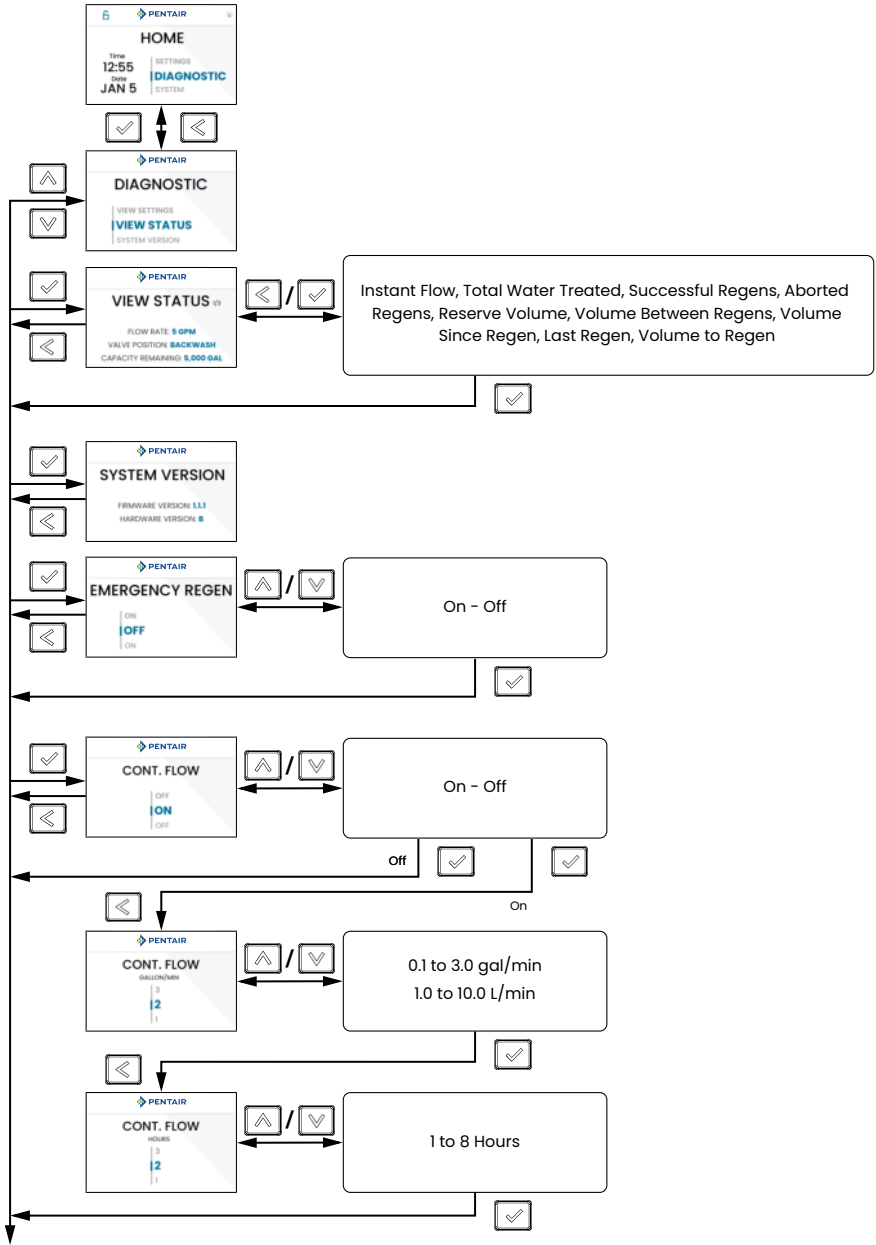 PENTAIR
HOME
Time
12:55
Date
JAN 5
SETTINGS
DIAGNOSTIC
SYSTEM
PENTAIR
DIAGNOSTIC
VIEW SETTINGS
VIEW STATUS
SYSTEM VERSION
PENTAIR
VIEW STATUS 1/3
FLOW RATE: 5 GPM
VALVE POSITION: BACKWASH
CAPACITY REMAINING: 5,000 GAL
/
Instant Flow, Total Water Treated, Successful Regens, Aborted
Regens, Reserve Volume, Volume Between Regens, Volume
Since Regen, Last Regen, Volume to Regen
PENTAIR
SYSTEM VERSION
FIRMWARE VERSION: 1.1.1
HARDWARE VERSION: B
PENTAIR
EMERGENCY REGEN
ON
OFF
ON
/
On - Off
PENTAIR
CONT. FLOW
OFF
ON
OFF
/
On - Off
Off
On
PENTAIR
CONT. FLOW
GALLON/MIN
3
2
1
/
0.1 to 3.0 gal/min
1.0 to 10.0 L/min
PENTAIR
CONT. FLOW
HOURS
3
2
1
/
1 to 8 Hours